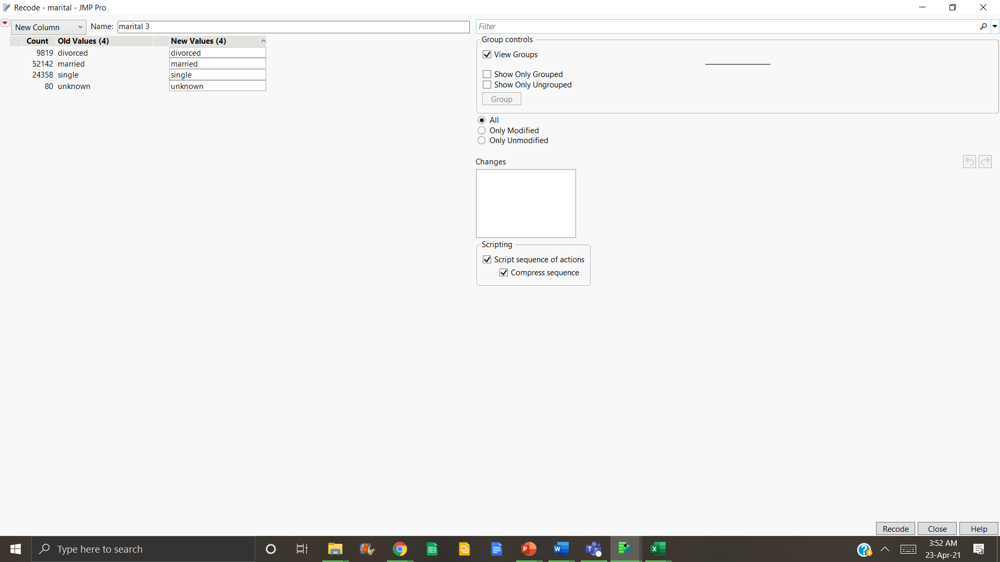 Recode - marital - JMP Pro
New Column Name: marital 3
Filter
Count Old Values (4) New Values (4)
9819 divorced divorced
52142 married married
24358 single single
80 unknown unknown
Group controls
View Groups
Show Only Grouped
Show Only Ungrouped
Group
All
Only Modified
Only Unmodified
Changes
Scripting
Script sequence of actions
Compress sequence
Recode Close Help
Type here to search
3:52 AM
23-Apr-21